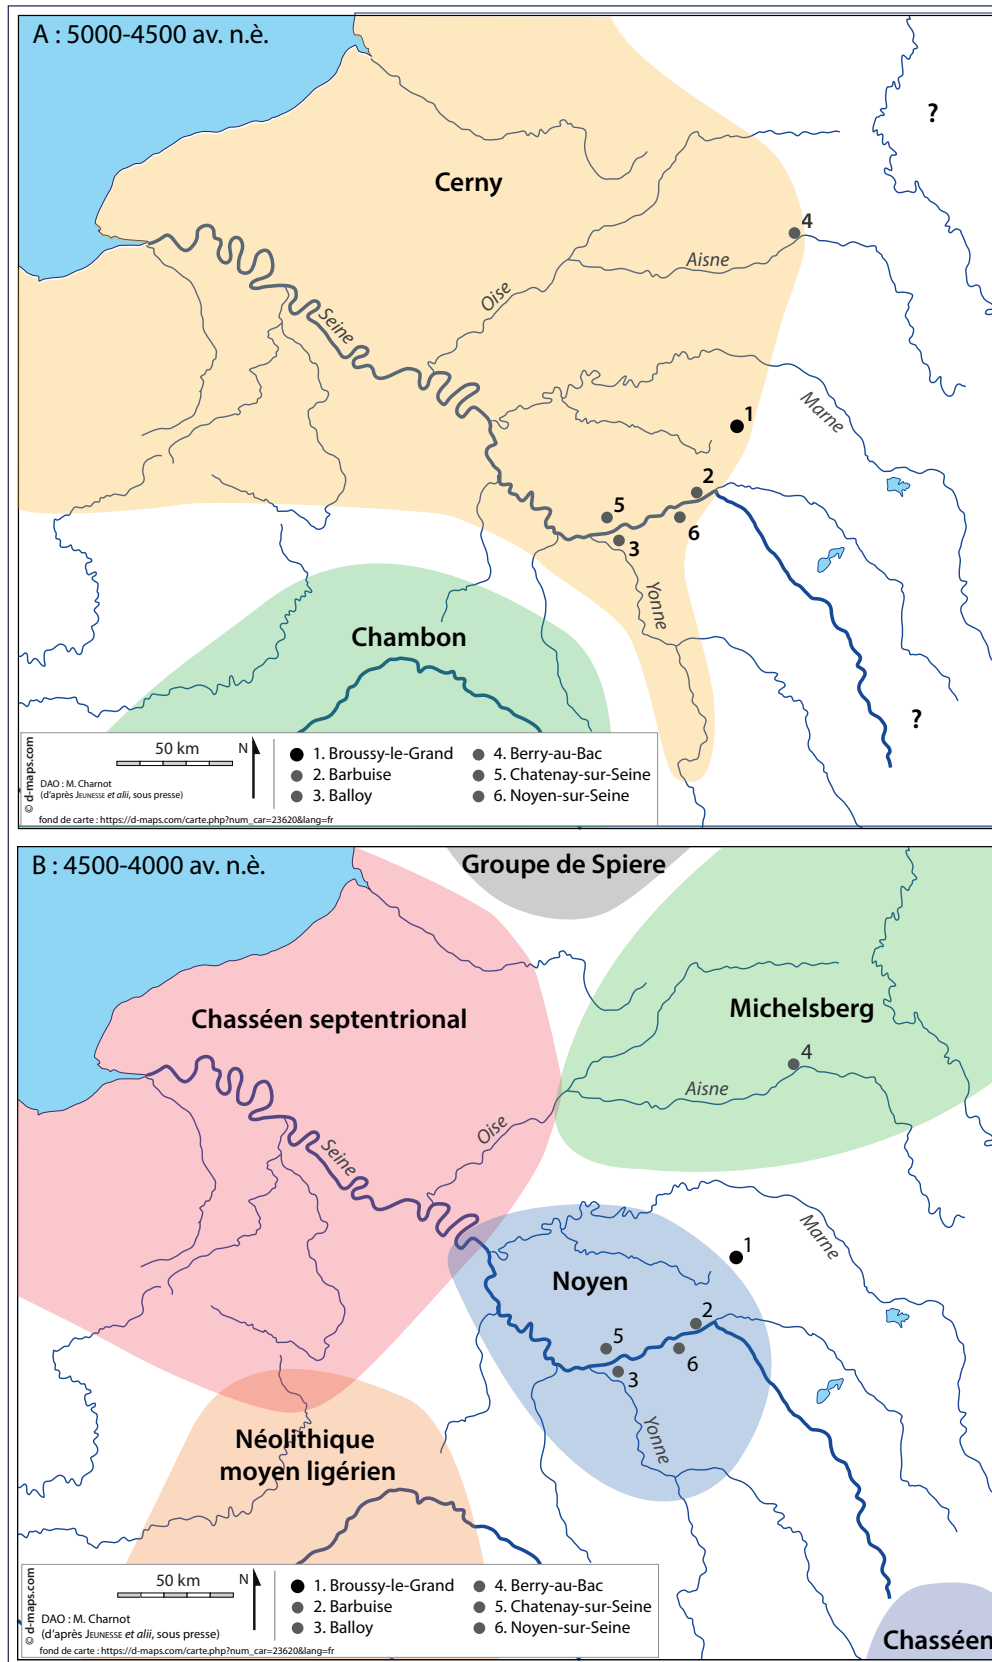 A : 5000-4500 av. n.è.
?
Cerny
4
Aisne
Oise
Seine
Marne
1
2
5
6
3
Yonne
Chambon
?
50 km
N
1. Broussy-le-Grand
2. Barbuise
3. Balloy
4. Berry-au-Bac
5. Chatenay-sur-Seine
6. Noyen-sur-Seine
© d-maps.com
DAO : M. Charnot
(d'après JEUNESSE et alii, sous presse)
fond de carte : https://d-maps.com/carte.php?num_car=23620&lang=fr
B : 4500-4000 av. n.è.
Groupe de Spiere
Chasséen septentrional
Michelsberg
4
Aisne
Oise
Seine
Marne
1
Noyen
2
5
6
3
Yonne
Néolithique
moyen ligérien
50 km
N
1. Broussy-le-Grand
2. Barbuise
3. Balloy
4. Berry-au-Bac
5. Chatenay-sur-Seine
6. Noyen-sur-Seine
© d-maps.com
DAO : M. Charnot
(d'après JEUNESSE et alii, sous presse)
fond de carte : https://d-maps.com/carte.php?num_car=23620&lang=fr
Chasséen